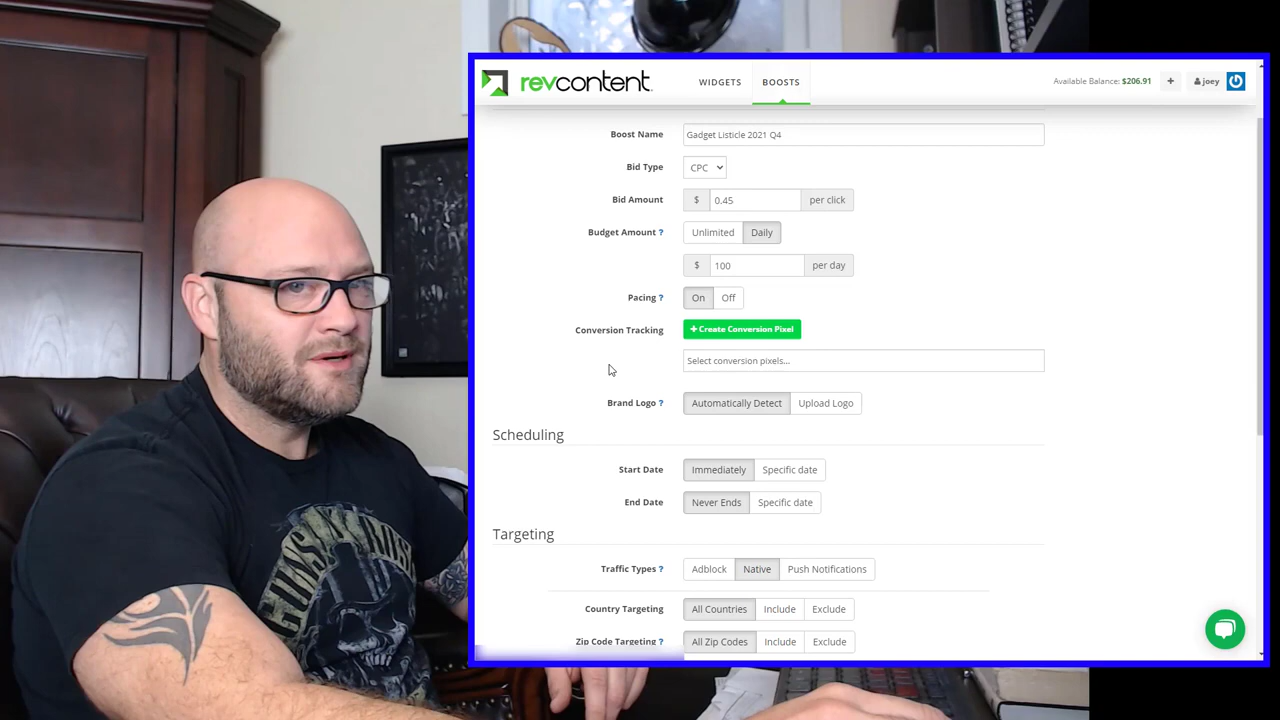 revcontent
WIDGETS
BOOSTS
Available Balance: $206.91
+
joey
Boost Name
Gadget Listicle 2021 Q4
Bid Type
CPC
Bid Amount
$ 0.45 per click
Budget Amount ?
Unlimited Daily
$ 100 per day
Pacing ?
On Off
Conversion Tracking
+ Create Conversion Pixel
Select conversion pixels...
Brand Logo ?
Automatically Detect Upload Logo
Scheduling
Start Date
Immediately Specific date
End Date
Never Ends Specific date
Targeting
Traffic Types ?
Adblock Native Push Notifications
Country Targeting
All Countries Include Exclude
Zip Code Targeting ?
All Zip Codes Include Exclude
GUNS N' ROSES